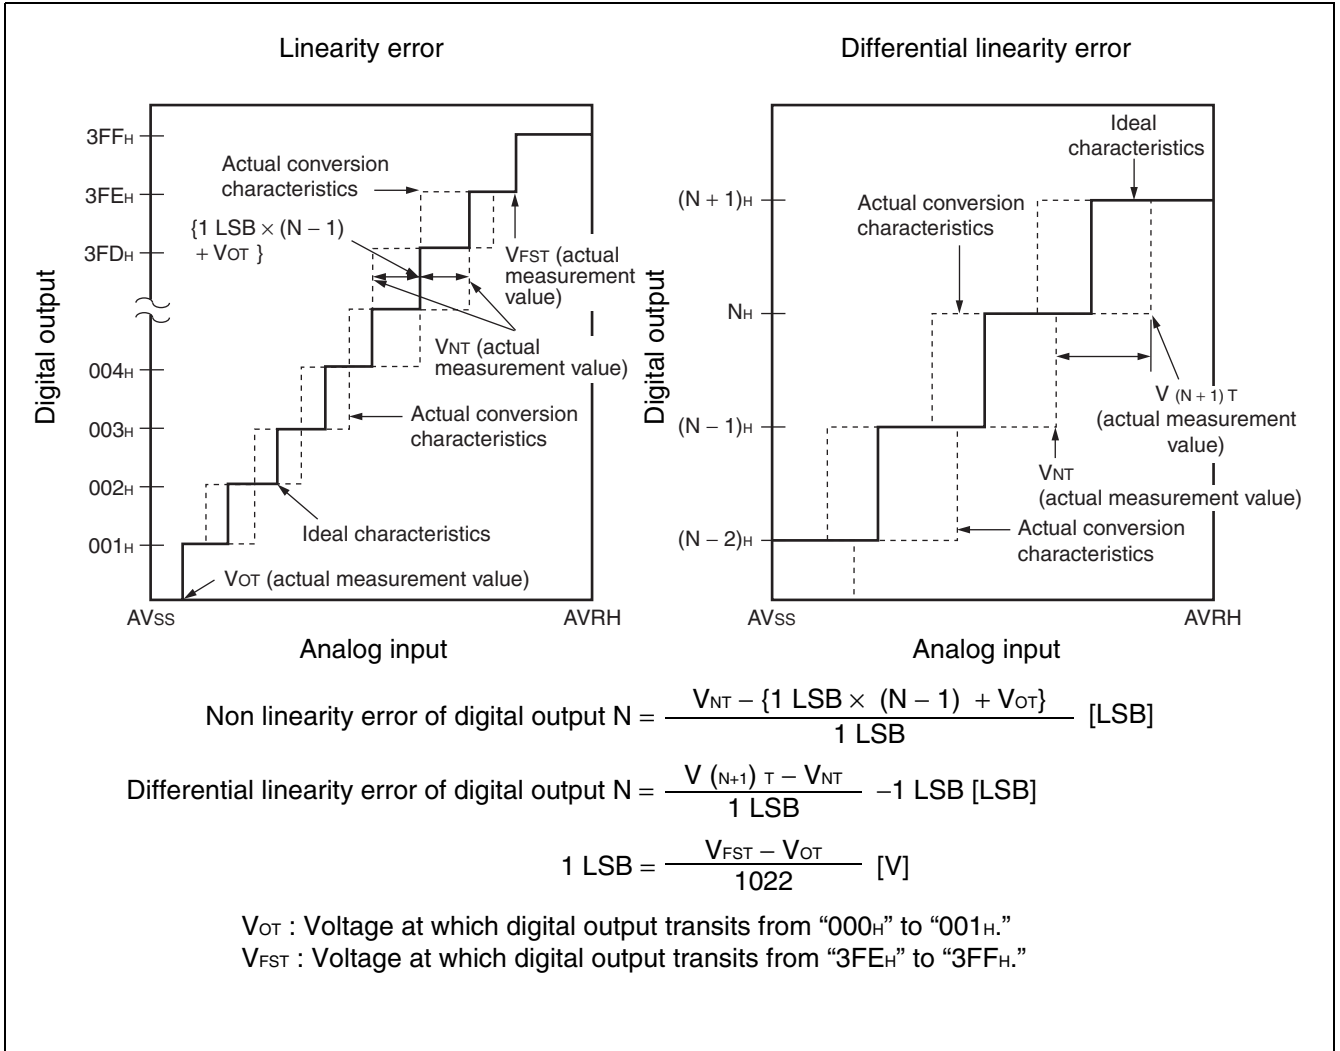 Linearity error
3FFH
3FEH
3FDH
004H
003H
002H
001H
Digital output
Actual conversion
characteristics
{1 LSB × (N − 1)
+ VOT }
VFST (actual
measurement
value)
VNT (actual
measurement value)
Actual conversion
characteristics
Ideal characteristics
VOT (actual measurement value)
AVSS
AVRH
Analog input
Differential linearity error
(N + 1)H
NH
(N − 1)H
(N − 2)H
Digital output
Ideal
characteristics
Actual conversion
characteristics
V (N + 1) T
(actual measurement
value)
VNT
(actual measurement value)
Actual conversion
characteristics
AVSS
AVRH
Analog input
Non linearity error of digital output N = VNT − {1 LSB × (N − 1) + VOT} / 1 LSB [LSB]
Differential linearity error of digital output N = V (N+1) T − VNT / 1 LSB −1 LSB [LSB]
1 LSB = VFST − VOT / 1022 [V]
VOT : Voltage at which digital output transits from “000H” to “001H.”
VFST : Voltage at which digital output transits from “3FEH” to “3FFH.”